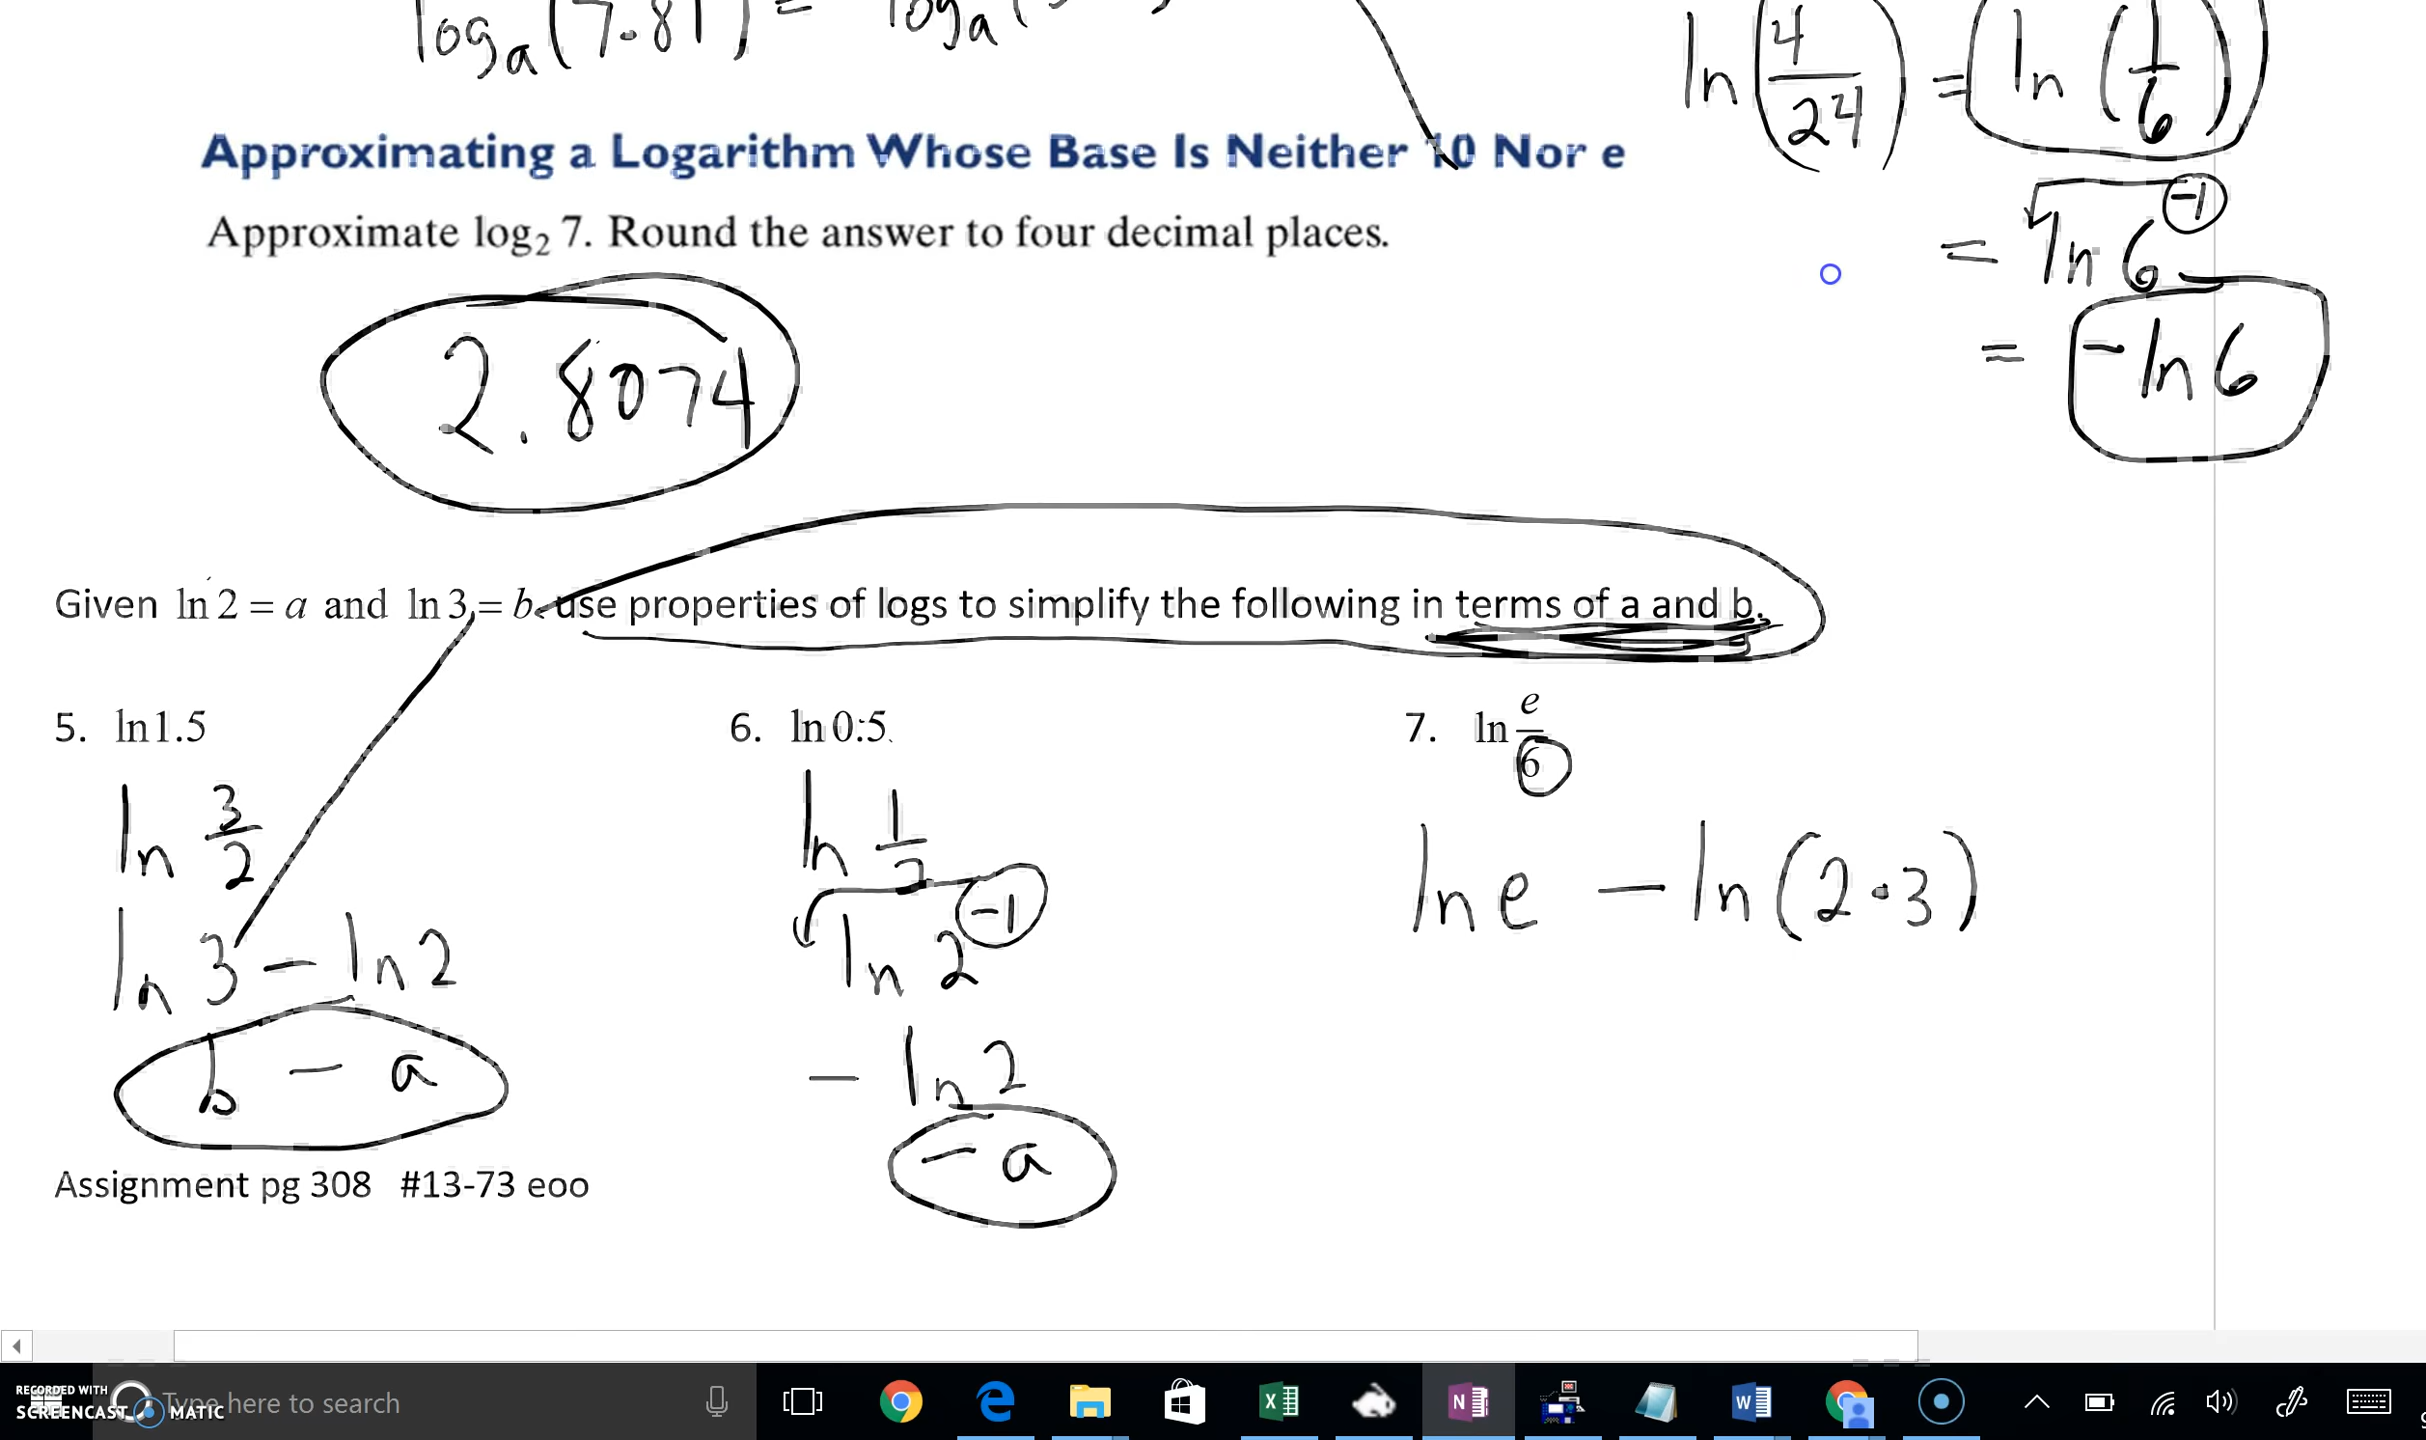 log_a(7.81) = log_a(
ln(4/24) = ln(1/6)
Approximating a Logarithm Whose Base Is Neither 10 Nor e
= ln 6^-1
Approximate log₂ 7. Round the answer to four decimal places.
= -ln 6
2.8074
Given ln 2 = a and ln 3 = b use properties of logs to simplify the following in terms of a and b.
5. ln 1.5
ln 3/2
ln 3 − ln 2
b − a
6. ln 0.5
ln 1/2
ln 2^-1
− ln 2
− a
7. ln e/6
ln e − ln(2·3)
Assignment pg 308 #13-73 eoo
RECORDED WITH
SCREENCAST MATIC
Type here to search